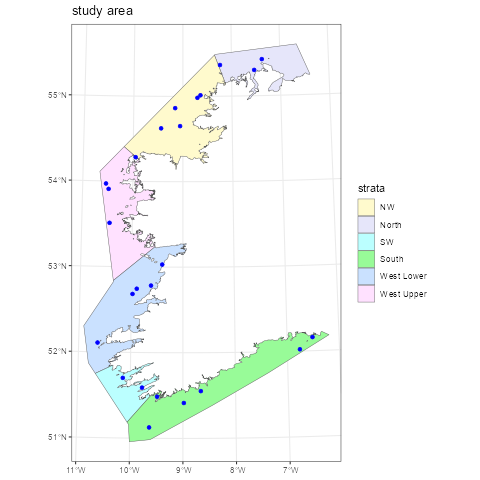 study area
55°N
54°N
53°N
52°N
51°N
11°W 10°W 9°W 8°W 7°W
strata
NW
North
SW
South
West Lower
West Upper